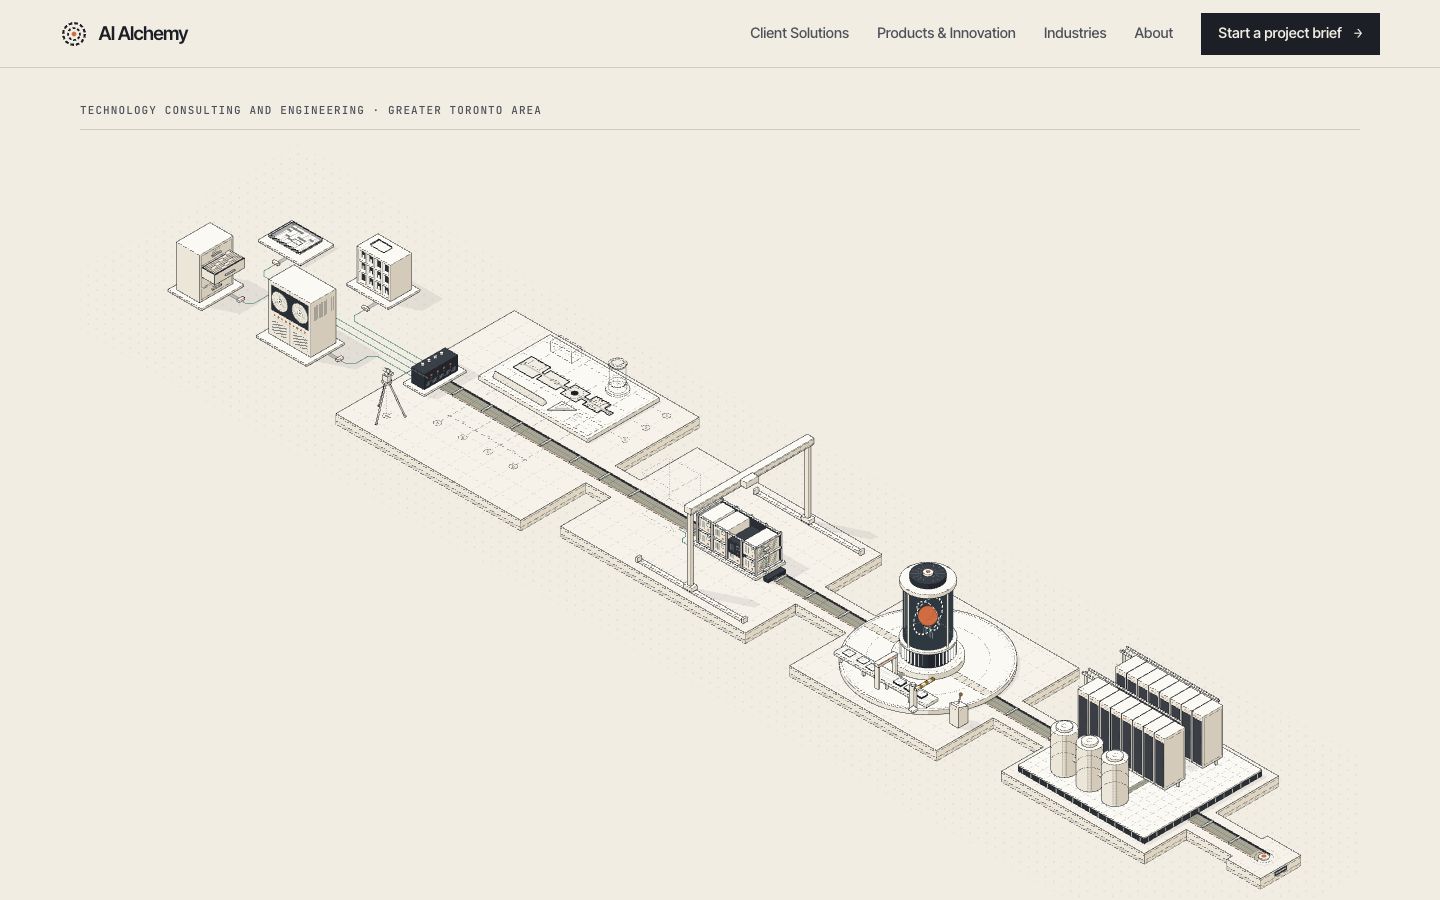 AI Alchemy
Client Solutions
Products & Innovation
Industries
About
Start a project brief →
TECHNOLOGY CONSULTING AND ENGINEERING · GREATER TORONTO AREA